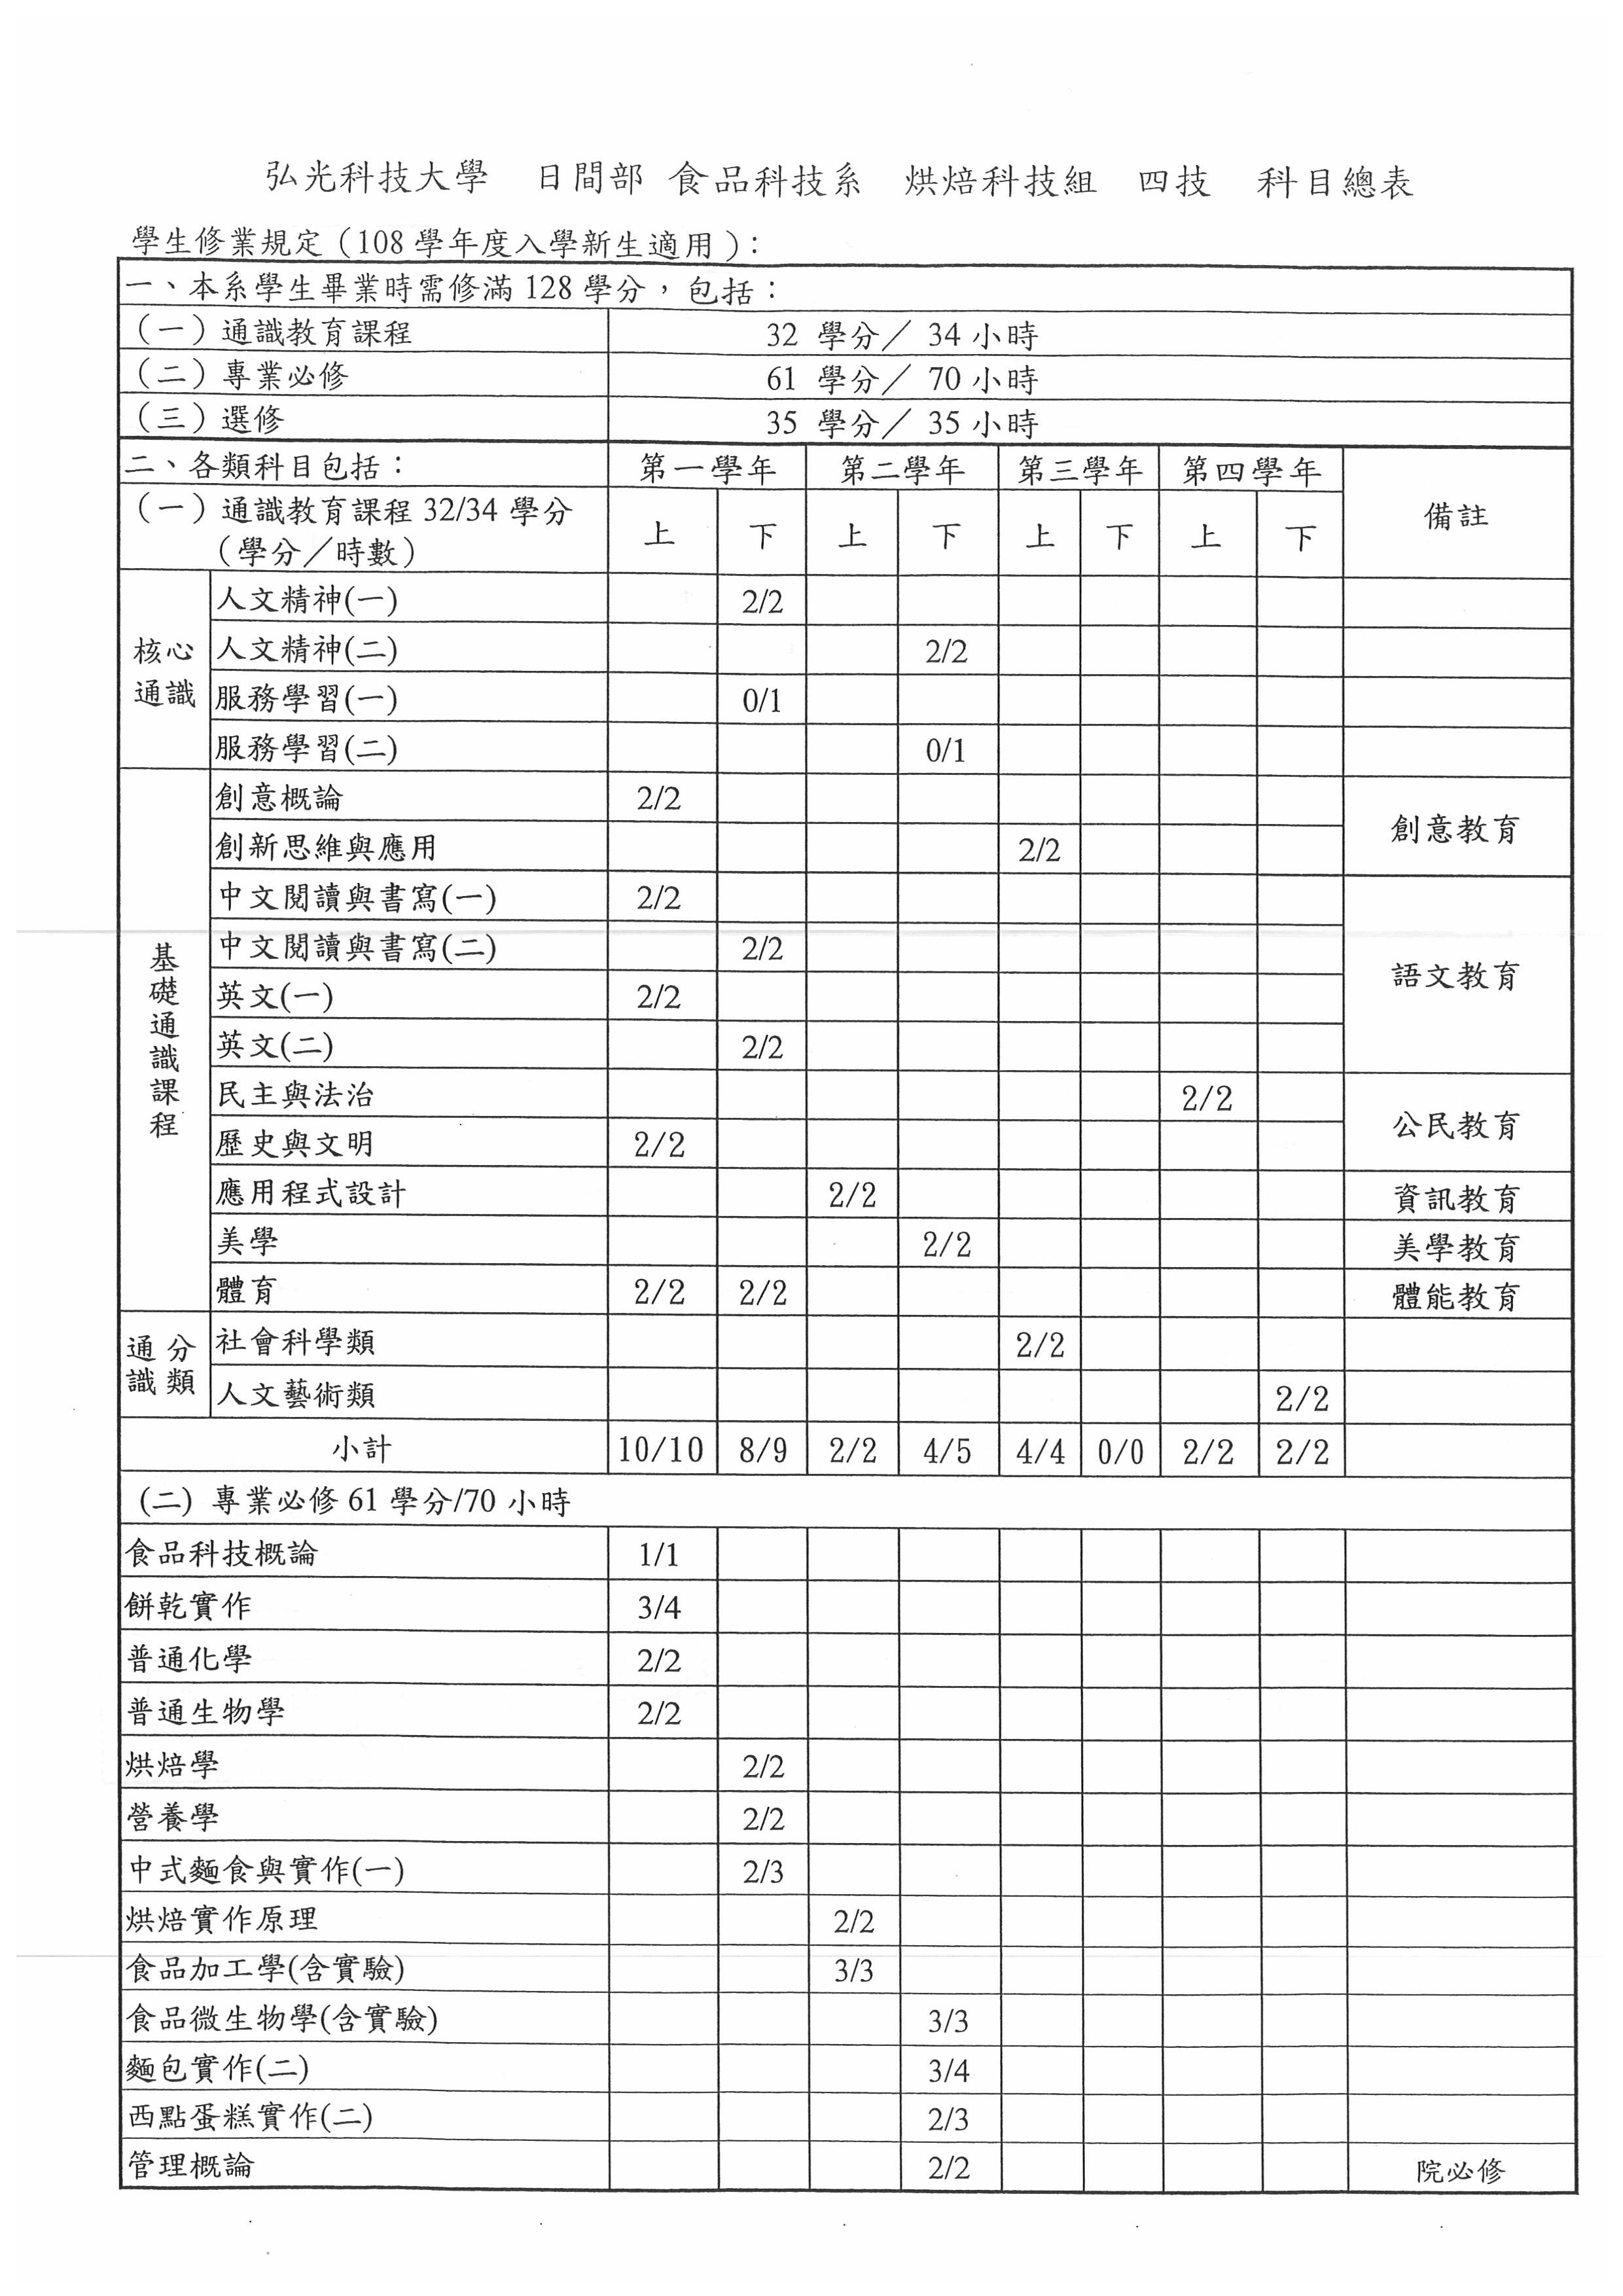 弘光科技大學 日間部 食品科技系 烘焙科技組 四技 科目總表
學生修業規定(108 學年度入學新生適用):
一、本系學生畢業時需修滿 128 學分,包括:
(一)通識教育課程 32 學分/ 34 小時
(二)專業必修 61 學分/ 70 小時
(三)選修 35 學分/ 35 小時
二、各類科目包括: 第一學年 第二學年 第三學年 第四學年 備註
(一)通識教育課程 32/34 學分
(學分/時數) 上 下 上 下 上 下 上 下
核心通識
人文精神(一) 2/2
人文精神(二) 2/2
服務學習(一) 0/1
服務學習(二) 0/1
基礎通識課程
創意概論 2/2 創意教育
創新思維與應用 2/2
中文閱讀與書寫(一) 2/2 語文教育
中文閱讀與書寫(二) 2/2
英文(一) 2/2
英文(二) 2/2
民主與法治 2/2 公民教育
歷史與文明 2/2
應用程式設計 2/2 資訊教育
美學 2/2 美學教育
體育 2/2 2/2 體能教育
分類通識
社會科學類 2/2
人文藝術類 2/2
小計 10/10 8/9 2/2 4/5 4/4 0/0 2/2 2/2
(二) 專業必修 61 學分/70 小時
食品科技概論 1/1
餅乾實作 3/4
普通化學 2/2
普通生物學 2/2
烘焙學 2/2
營養學 2/2
中式麵食與實作(一) 2/3
烘焙實作原理 2/2
食品加工學(含實驗) 3/3
食品微生物學(含實驗) 3/3
麵包實作(二) 3/4
西點蛋糕實作(二) 2/3
管理概論 2/2 院必修